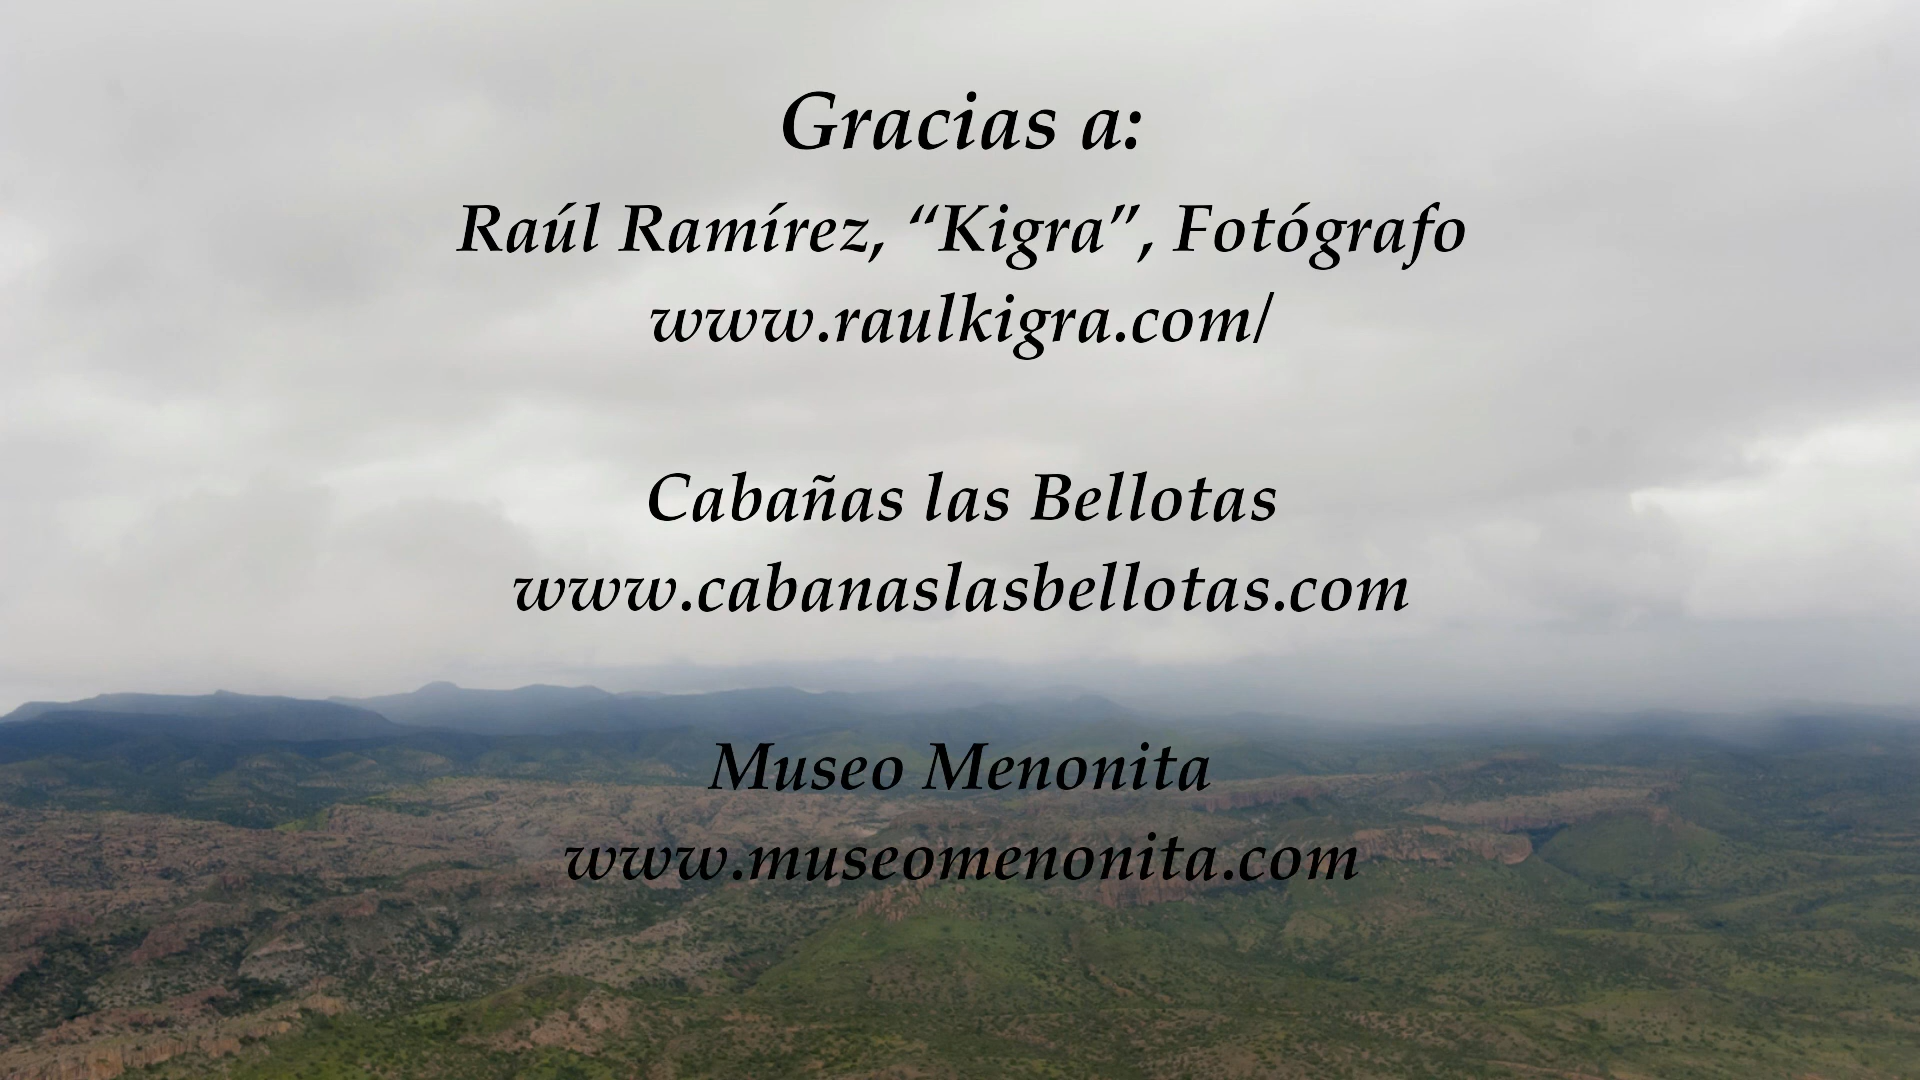 Gracias a:
Raúl Ramírez, “Kigra”, Fotógrafo
www.raulkigra.com/
Cabañas las Bellotas
www.cabanaslasbellotas.com
Museo Menonita
www.museomenonita.com